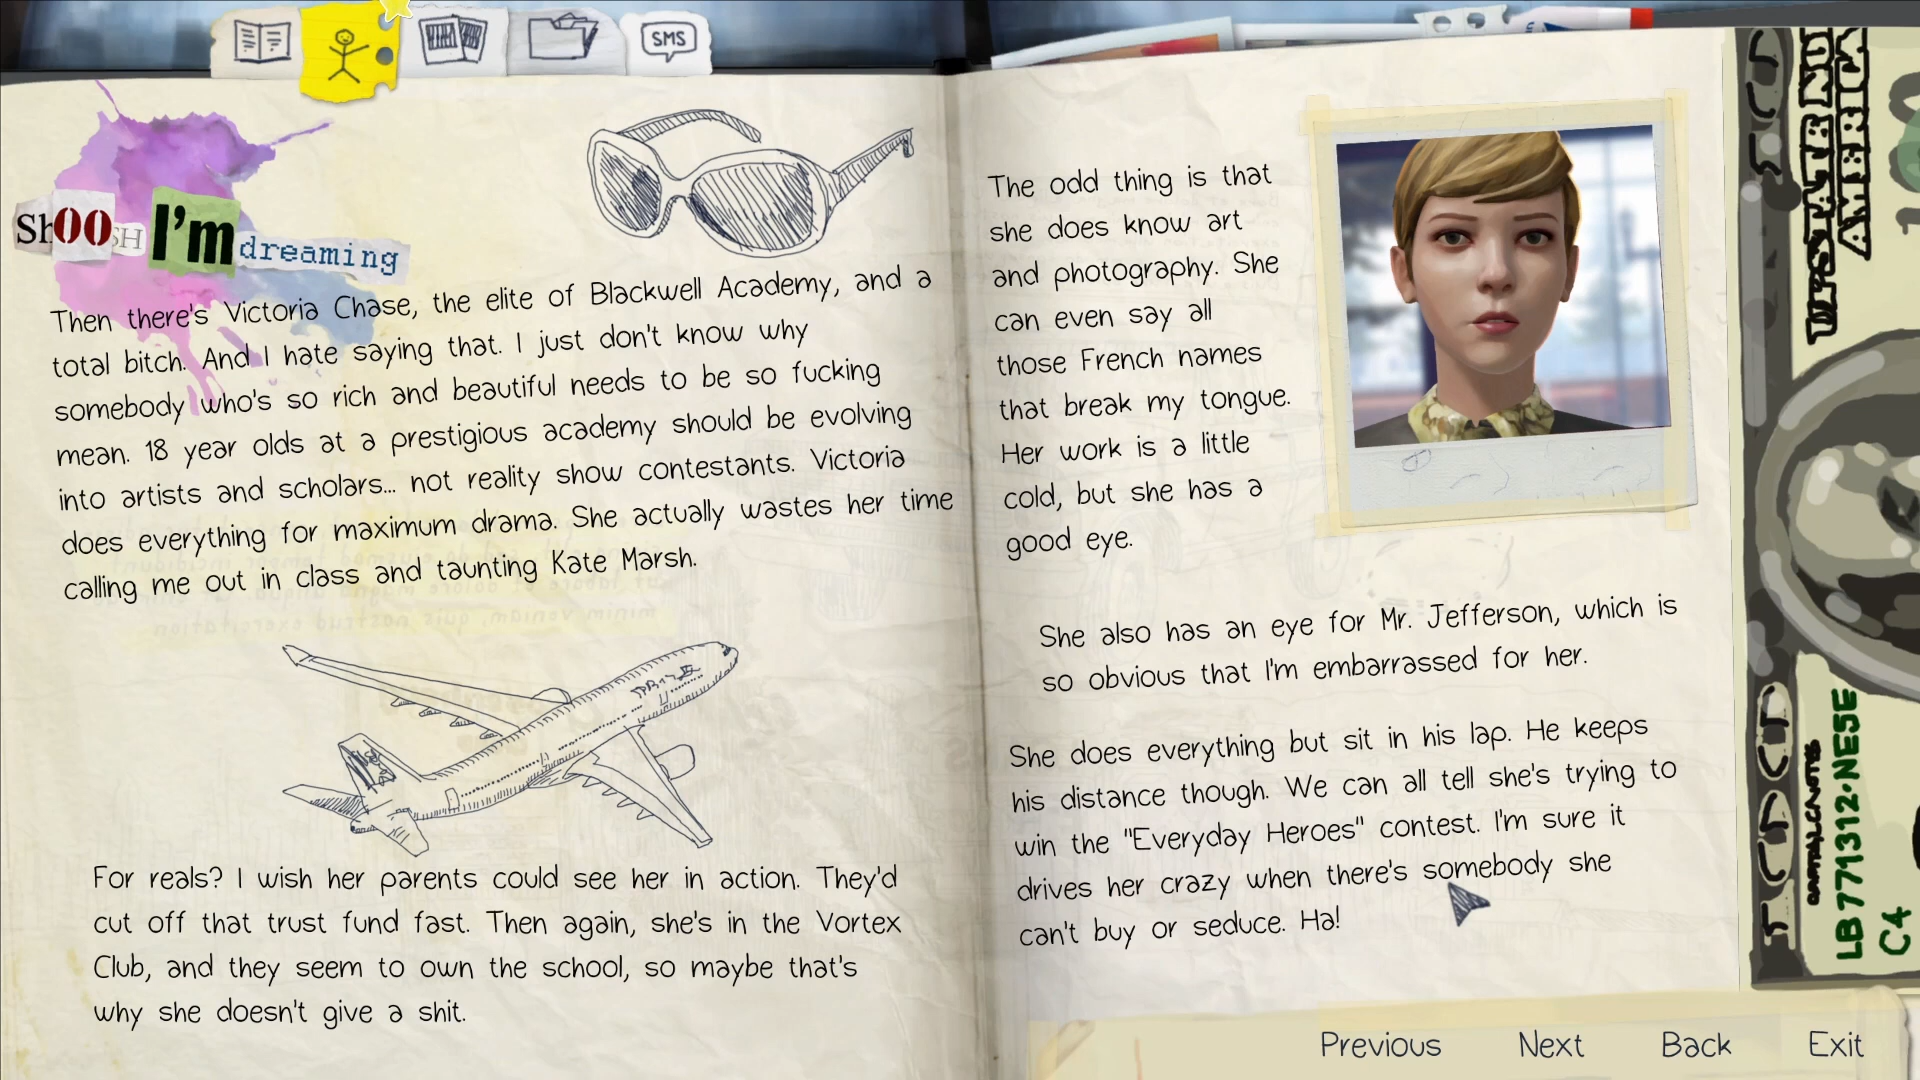 SMS
ShOOSH I'm dreaming
Then there's Victoria Chase, the elite of Blackwell Academy, and a
total bitch. And I hate saying that. I just don't know why
somebody who's so rich and beautiful needs to be so fucking
mean. 18 year olds at a prestigious academy should be evolving
into artists and scholars... not reality show contestants. Victoria
does everything for maximum drama. She actually wastes her time
calling me out in class and taunting Kate Marsh.
For reals? I wish her parents could see her in action. They'd
cut off that trust fund fast. Then again, she's in the Vortex
Club, and they seem to own the school, so maybe that's
why she doesn't give a shit.
The odd thing is that
she does know art
and photography. She
can even say all
those French names
that break my tongue.
Her work is a little
cold, but she has a
good eye.
She also has an eye for Mr. Jefferson, which is
so obvious that I'm embarrassed for her.
She does everything but sit in his lap. He keeps
his distance though. We can all tell she's trying to
win the "Everyday Heroes" contest. I'm sure it
drives her crazy when there's somebody she
can't buy or seduce. Ha!
AMERICA
LB771312·NESE
C4
Previous Next Back Exit